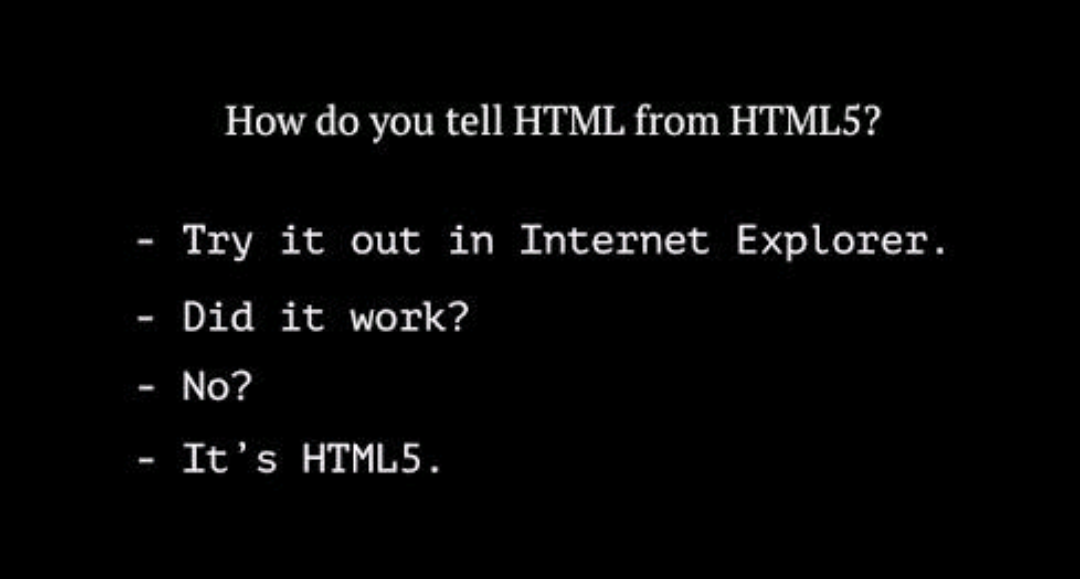 How do you tell HTML from HTML5?
- Try it out in Internet Explorer.
- Did it work?
- No?
- It’s HTML5.